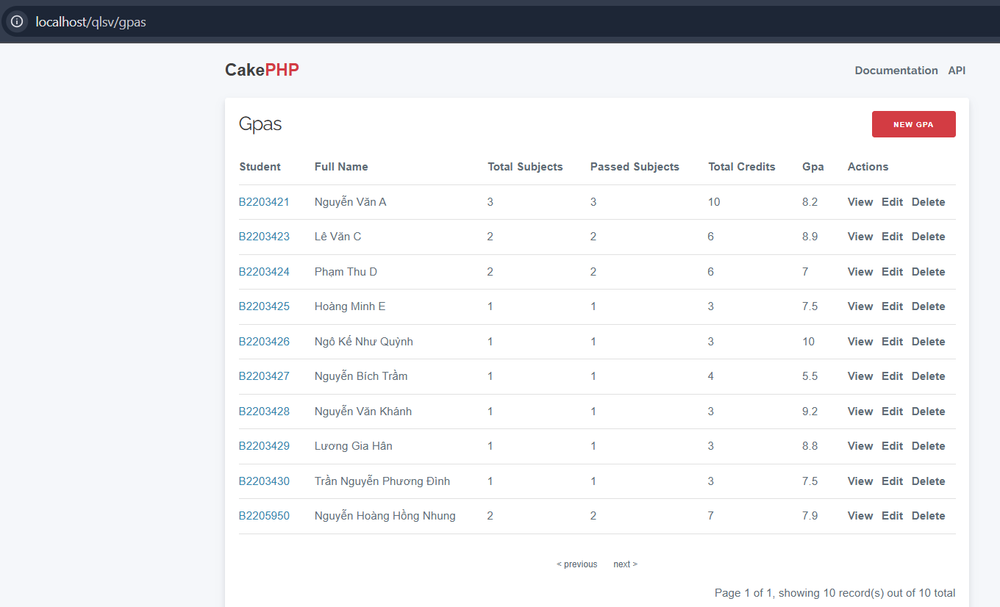 localhost/qlsv/gpas
CakePHP Documentation API
Gpas NEW GPA
Student Full Name Total Subjects Passed Subjects Total Credits Gpa Actions
B2203421 Nguyễn Văn A 3 3 10 8.2 View Edit Delete
B2203423 Lê Văn C 2 2 6 8.9 View Edit Delete
B2203424 Phạm Thu D 2 2 6 7 View Edit Delete
B2203425 Hoàng Minh E 1 1 3 7.5 View Edit Delete
B2203426 Ngô Kế Như Quỳnh 1 1 3 10 View Edit Delete
B2203427 Nguyễn Bích Trầm 1 1 4 5.5 View Edit Delete
B2203428 Nguyễn Văn Khánh 1 1 3 9.2 View Edit Delete
B2203429 Lương Gia Hân 1 1 3 8.8 View Edit Delete
B2203430 Trần Nguyễn Phương Đình 1 1 3 7.5 View Edit Delete
B2205950 Nguyễn Hoàng Hồng Nhung 2 2 7 7.9 View Edit Delete
< previous next >
Page 1 of 1, showing 10 record(s) out of 10 total